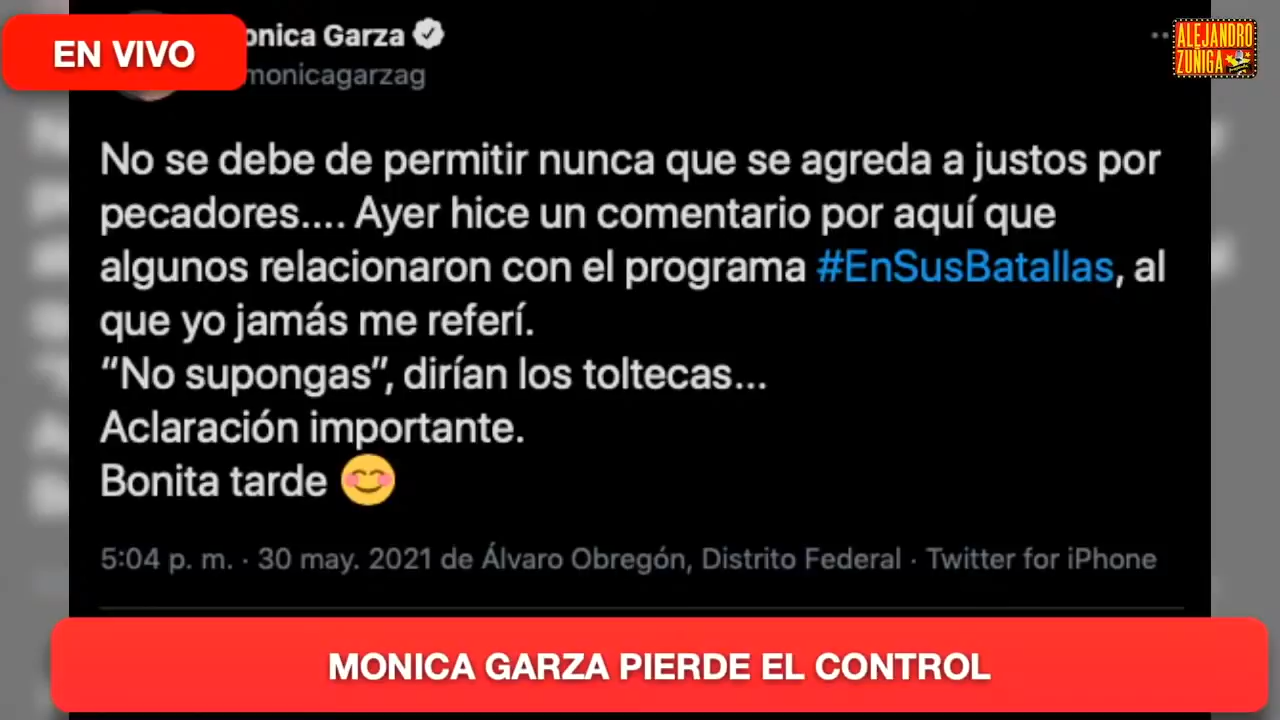 EN VIVO
onica Garza
monicagarzag
ALEJANDRO
ZUÑIGA
No se debe de permitir nunca que se agreda a justos por
pecadores.... Ayer hice un comentario por aquí que
algunos relacionaron con el programa #EnSusBatallas, al
que yo jamás me referí.
“No supongas”, dirían los toltecas...
Aclaración importante.
Bonita tarde 😊
5:04 p. m. · 30 may. 2021 de Álvaro Obregón, Distrito Federal · Twitter for iPhone
MONICA GARZA PIERDE EL CONTROL